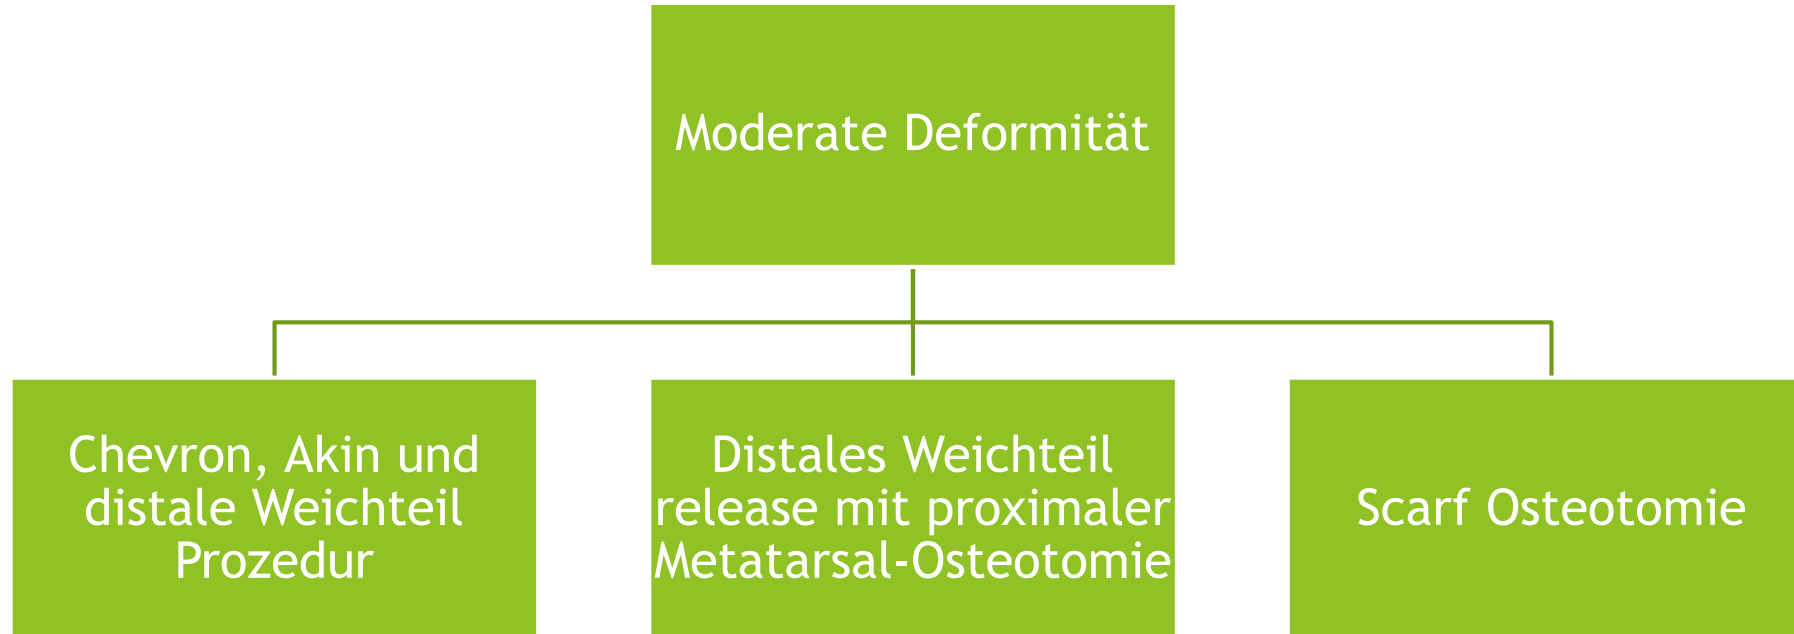 Moderate Deformität
Chevron, Akin und
distale Weichteil
Prozedur
Distales Weichteil
release mit proximaler
Metatarsal-Osteotomie
Scarf Osteotomie